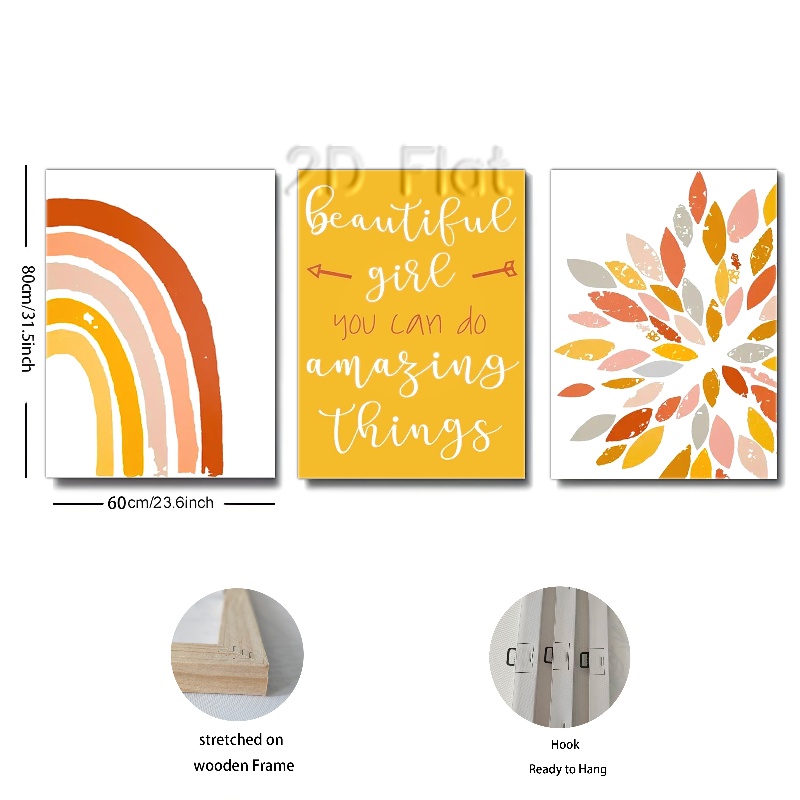 2D Flat
beautiful
girl
you can do
amazing
things
80cm/31.5inch
60cm/23.6inch
stretched on
wooden Frame
Hook
Ready to Hang